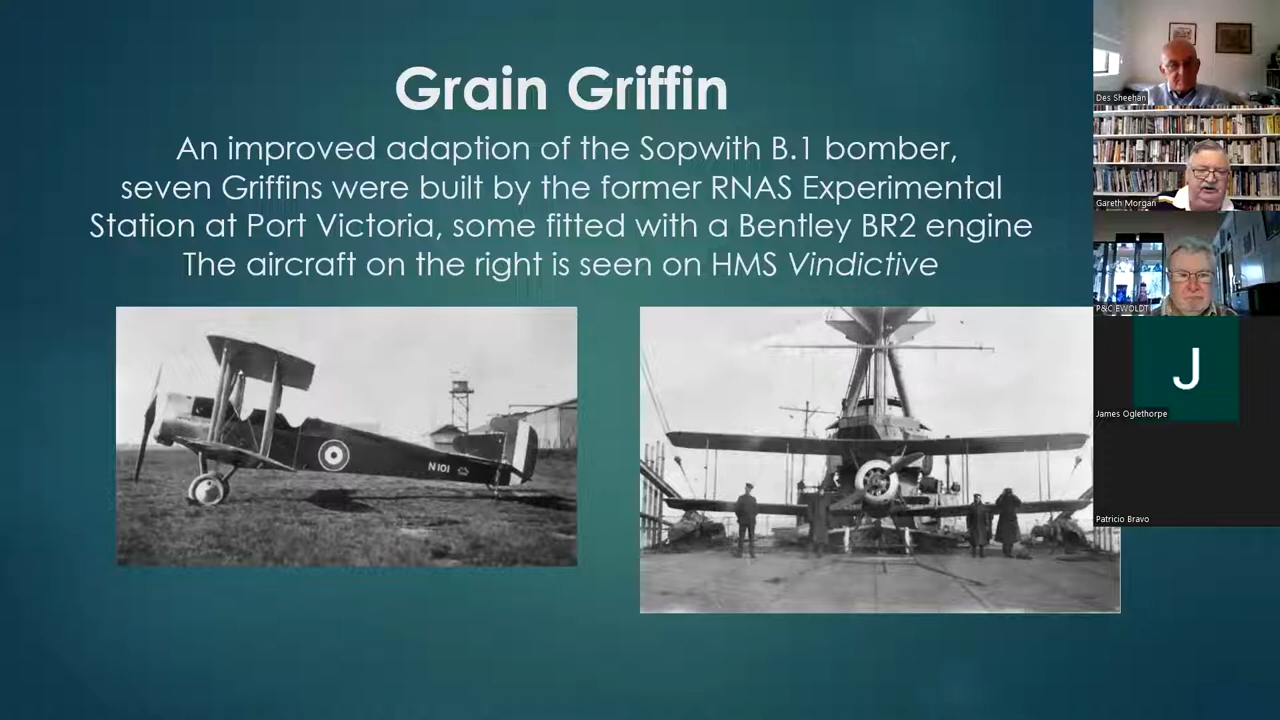 Grain Griffin
An improved adaption of the Sopwith B.1 bomber,
seven Griffins were built by the former RNAS Experimental
Station at Port Victoria, some fitted with a Bentley BR2 engine
The aircraft on the right is seen on HMS Vindictive
N101
Des Sheehan
Gareth Morgan
P&C EWOLDT
J
James Oglethorpe
Patricio Bravo